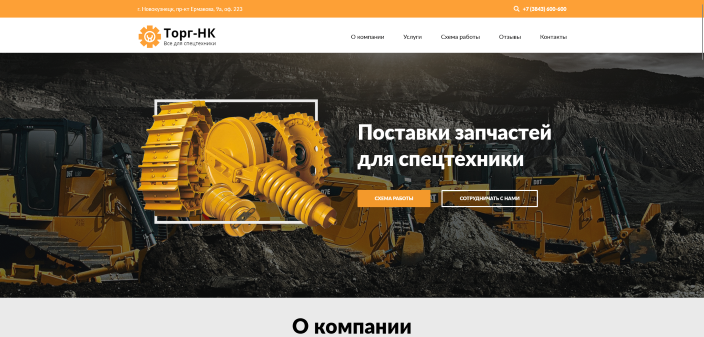 г. Новокузнецк, пр-кт Ермакова, 9а, оф. 223
+7 (3843) 600-600
Торг-НК
Все для спецтехники
О компании
Услуги
Схема работы
Отзывы
Контакты
Поставки запчастей
для спецтехники
СХЕМА РАБОТЫ
СОТРУДНИЧАТЬ С НАМИ
О компании